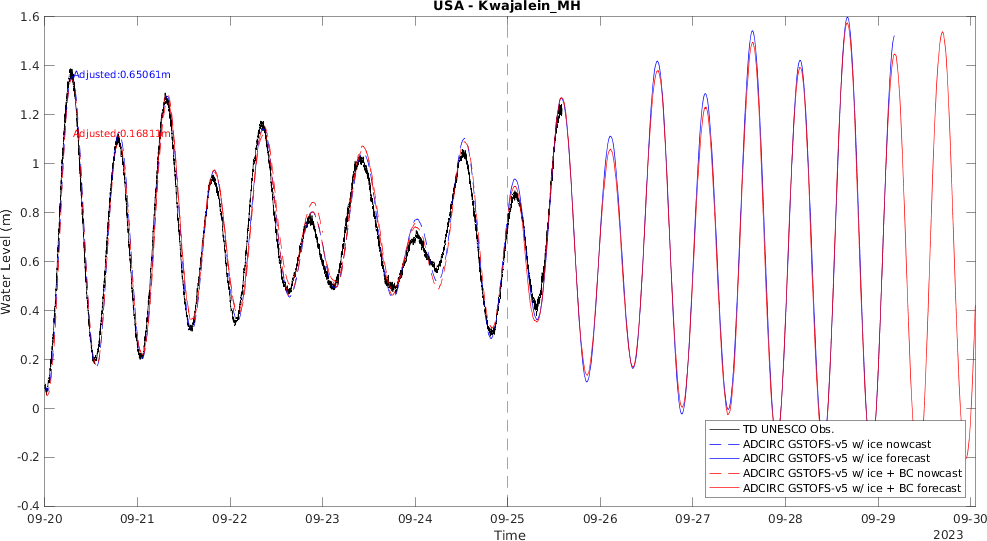 USA - Kwajalein_MH
1.6
1.4
1.2
1
0.8
0.6
0.4
0.2
0
-0.2
-0.4
Water Level (m)
Adjusted:0.65061m
Adjusted:0.16811m
TD UNESCO Obs.
ADCIRC GSTOFS-v5 w/ ice nowcast
ADCIRC GSTOFS-v5 w/ ice forecast
ADCIRC GSTOFS-v5 w/ ice + BC nowcast
ADCIRC GSTOFS-v5 w/ ice + BC forecast
09-20 09-21 09-22 09-23 09-24 09-25 09-26 09-27 09-28 09-29 09-30
Time
2023